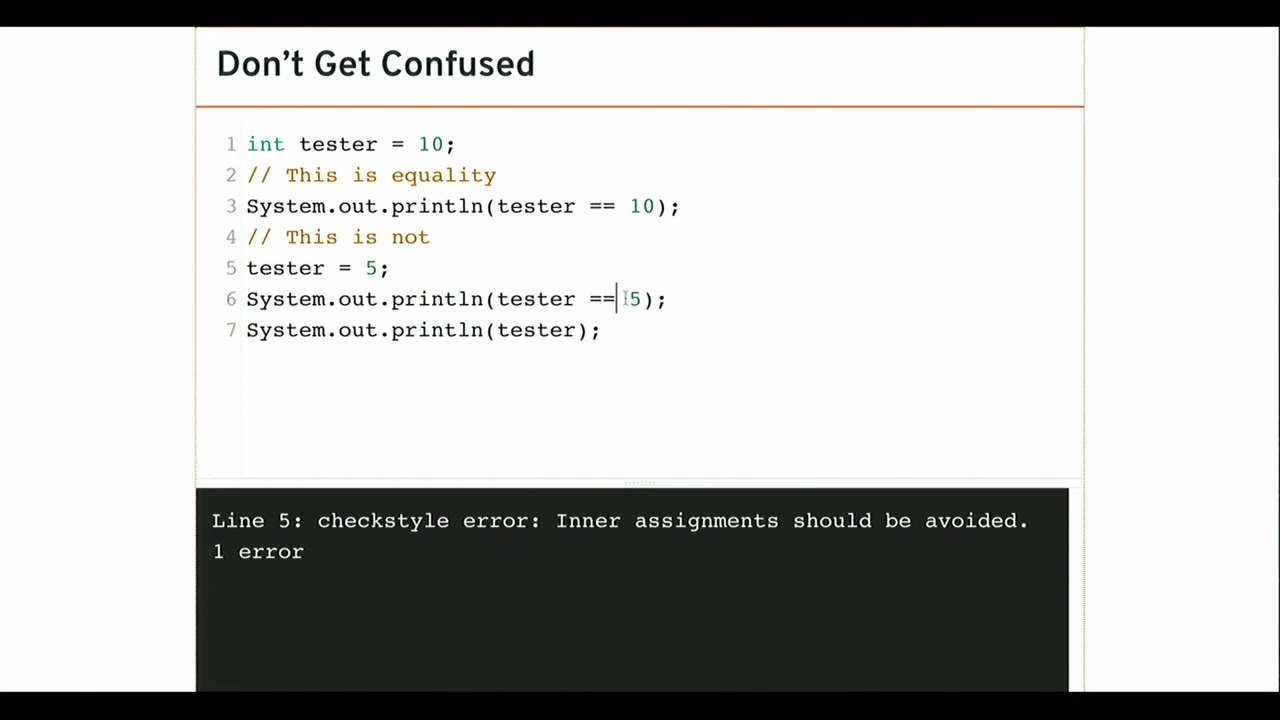 Don’t Get Confused
1 int tester = 10;
2 // This is equality
3 System.out.println(tester == 10);
4 // This is not
5 tester = 5;
6 System.out.println(tester == 5);
7 System.out.println(tester);
Line 5: checkstyle error: Inner assignments should be avoided.
1 error